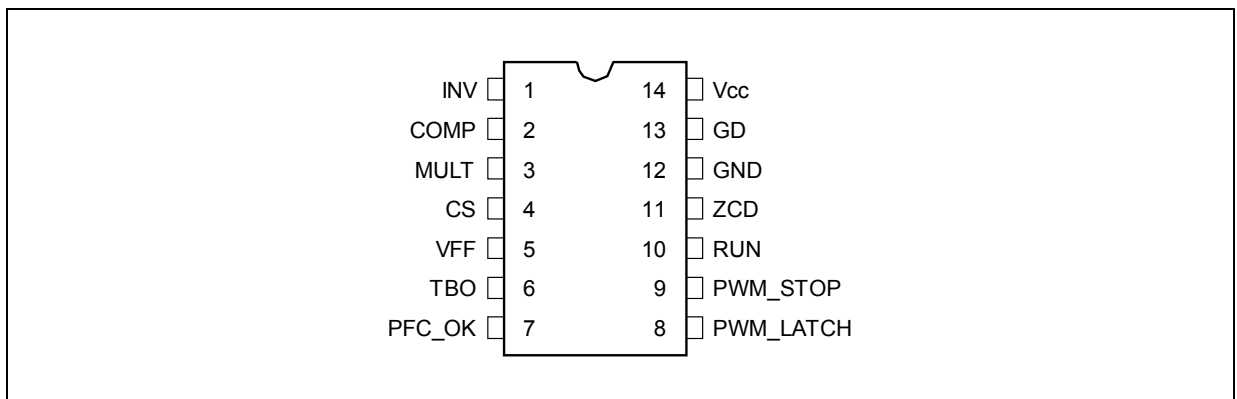 INV 1 14 Vcc
COMP 2 13 GD
MULT 3 12 GND
CS 4 11 ZCD
VFF 5 10 RUN
TBO 6 9 PWM_STOP
PFC_OK 7 8 PWM_LATCH